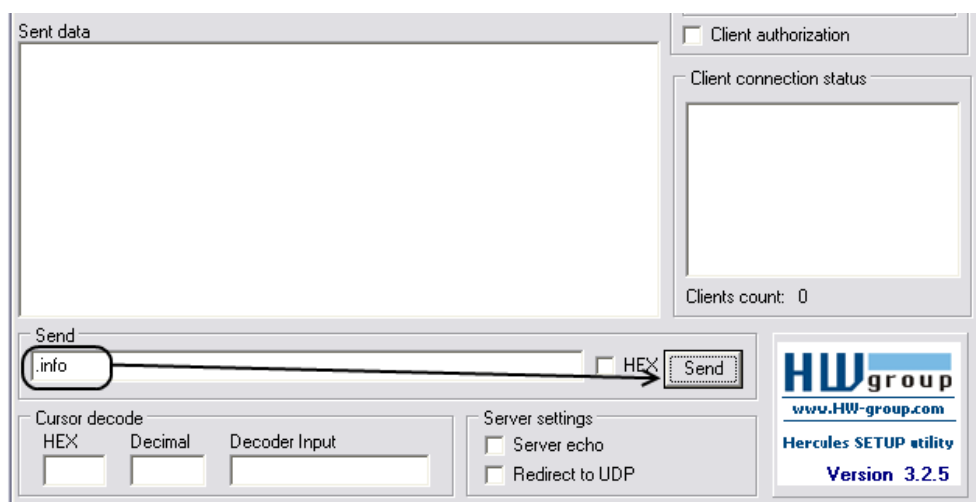 Sent data
Client authorization
Client connection status
Clients count: 0
Send
.info
HEX
Send
Cursor decode
HEX Decimal Decoder Input
Server settings
Server echo
Redirect to UDP
HWgroup
www.HW-group.com
Hercules SETUP utility
Version 3.2.5